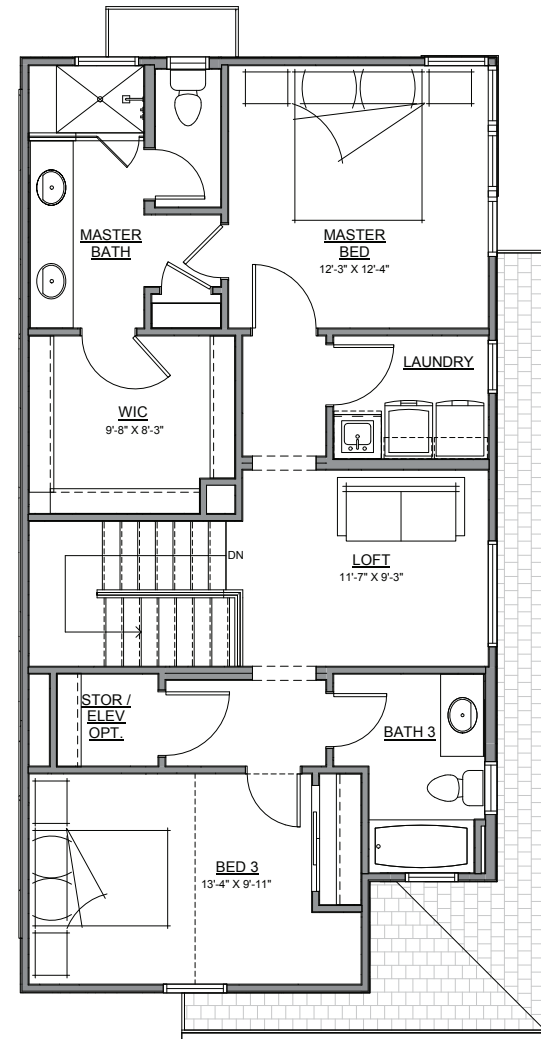 MASTER
BATH
MASTER
BED
12'-3" X 12'-4"
LAUNDRY
WIC
9'-8" X 8'-3"
DN
LOFT
11'-7" X 9'-3"
STOR /
ELEV
OPT.
BATH 3
BED 3
13'-4" X 9'-11"